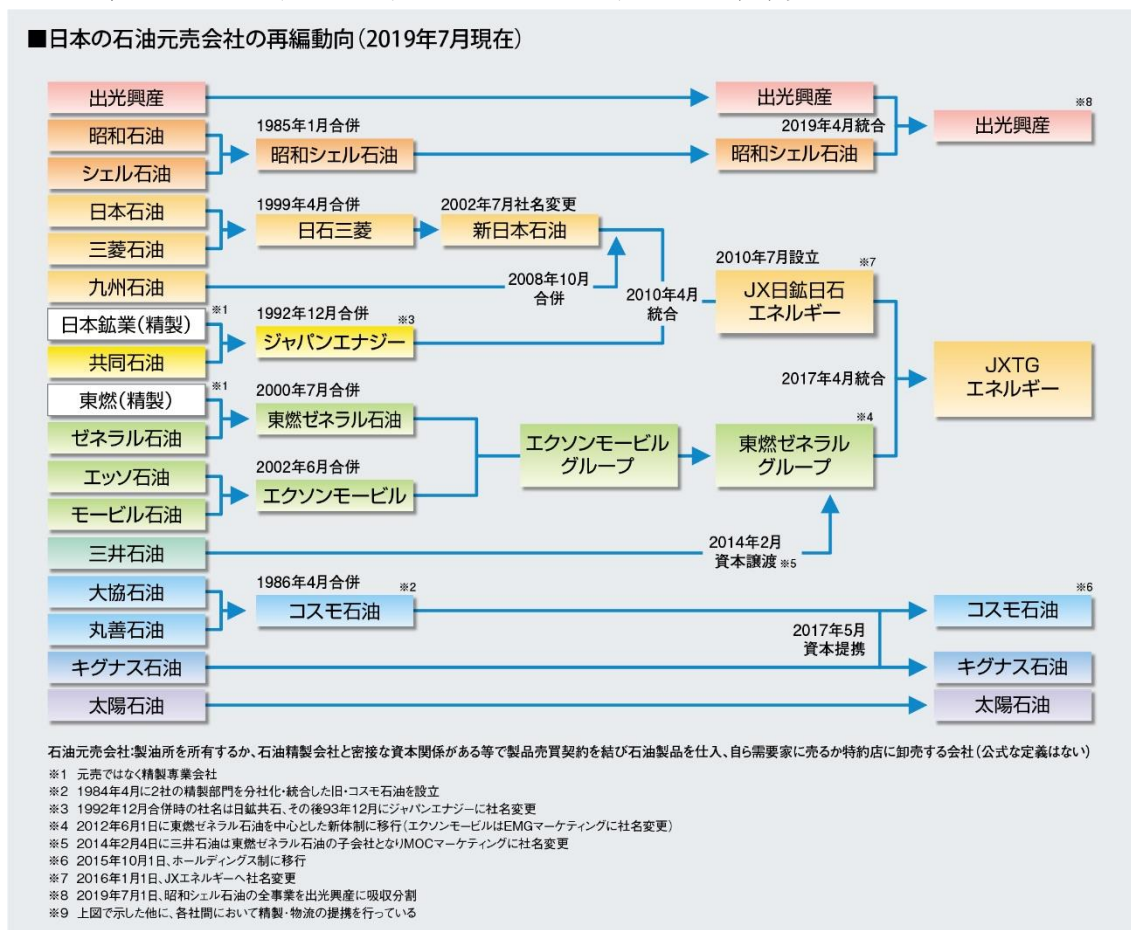 ■日本の石油元売会社の再編動向（2019年7月現在）
出光興産
出光興産
※8
出光興産
2019年4月統合
昭和石油
シェル石油
1985年1月合併
昭和シェル石油
昭和シェル石油
日本石油
三菱石油
1999年4月合併
日石三菱
2002年7月社名変更
新日本石油
九州石油
2008年10月
合併
2010年4月
統合
2010年7月設立
※7
JX日鉱日石
エネルギー
日本鉱業（精製）
※1
共同石油
1992年12月合併
※3
ジャパンエナジー
2017年4月統合
JXTG
エネルギー
東燃（精製）
※1
ゼネラル石油
2000年7月合併
東燃ゼネラル石油
エッソ石油
モービル石油
2002年6月合併
エクソンモービル
エクソンモービル
グループ
※4
東燃ゼネラル
グループ
三井石油
2014年2月
資本譲渡 ※5
大協石油
丸善石油
1986年4月合併
※2
コスモ石油
※6
コスモ石油
2017年5月
資本提携
キグナス石油
キグナス石油
太陽石油
太陽石油
石油元売会社:製油所を所有するか、石油精製会社と密接な資本関係がある等で製品売買契約を結び石油製品を仕入、自ら需要家に売るか特約店に卸売する会社（公式な定義はない）
※1 元売ではなく精製専業会社
※2 1984年4月に2社の精製部門を分社化・統合した旧・コスモ石油を設立
※3 1992年12月合併時の社名は日鉱共石、その後93年12月にジャパンエナジーに社名変更
※4 2012年6月1日に東燃ゼネラル石油を中心とした新体制に移行（エクソンモービルはEMGマーケティングに社名変更）
※5 2014年2月4日に三井石油は東燃ゼネラル石油の子会社となりMOCマーケティングに社名変更
※6 2015年10月1日、ホールディングス制に移行
※7 2016年1月1日、JXエネルギーへ社名変更
※8 2019年7月1日、昭和シェル石油の全事業を出光興産に吸収分割
※9 上図で示した他に、各社間において精製・物流の提携を行っている